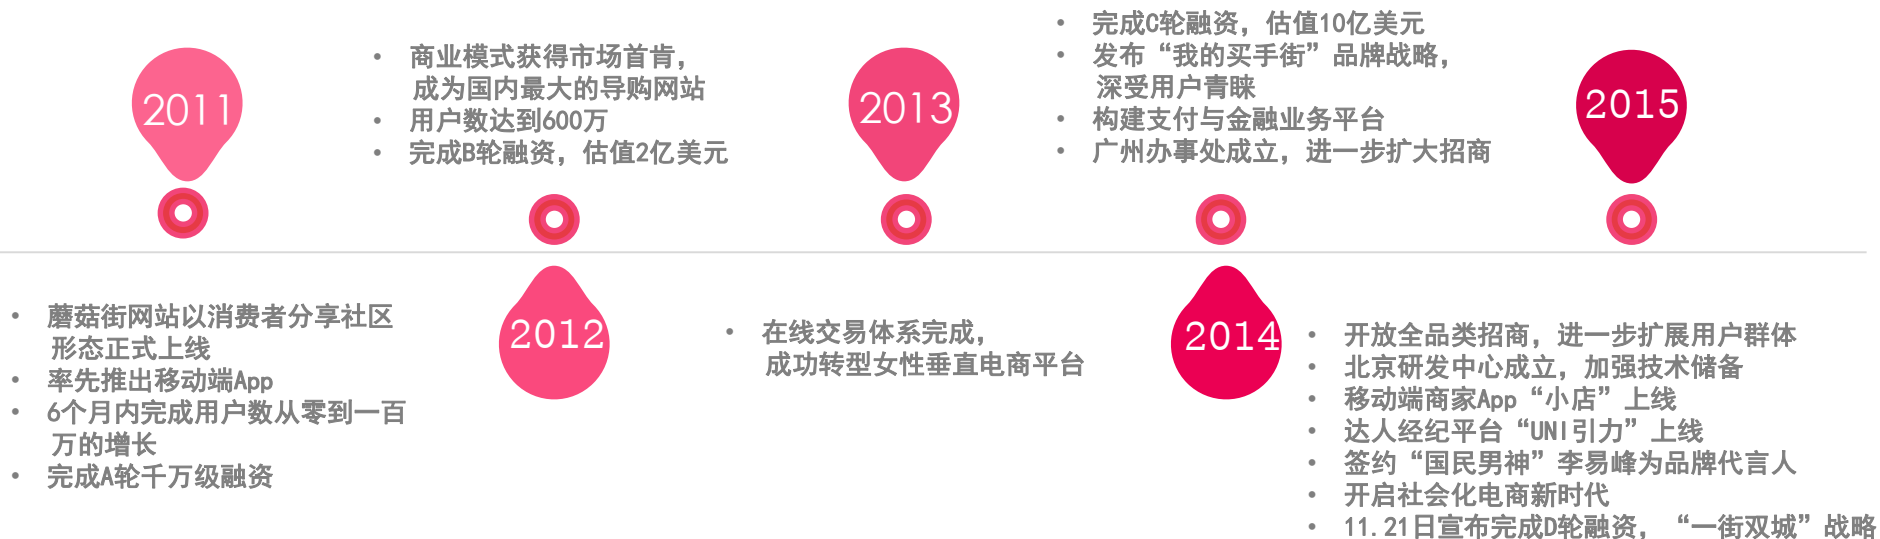 2011
• 蘑菇街网站以消费者分享社区
形态正式上线
• 率先推出移动端App
• 6个月内完成用户数从零到一百
万的增长
• 完成A轮千万级融资
• 商业模式获得市场首肯，
成为国内最大的导购网站
• 用户数达到600万
• 完成B轮融资，估值2亿美元
2012
2013
• 在线交易体系完成，
成功转型女性垂直电商平台
• 完成C轮融资，估值10亿美元
• 发布“我的买手街”品牌战略，
深受用户青睐
• 构建支付与金融业务平台
• 广州办事处成立，进一步扩大招商
2014
2015
• 开放全品类招商，进一步扩展用户群体
• 北京研发中心成立，加强技术储备
• 移动端商家App“小店”上线
• 达人经纪平台“UNI引力”上线
• 签约“国民男神”李易峰为品牌代言人
• 开启社会化电商新时代
• 11.21日宣布完成D轮融资，“一街双城”战略